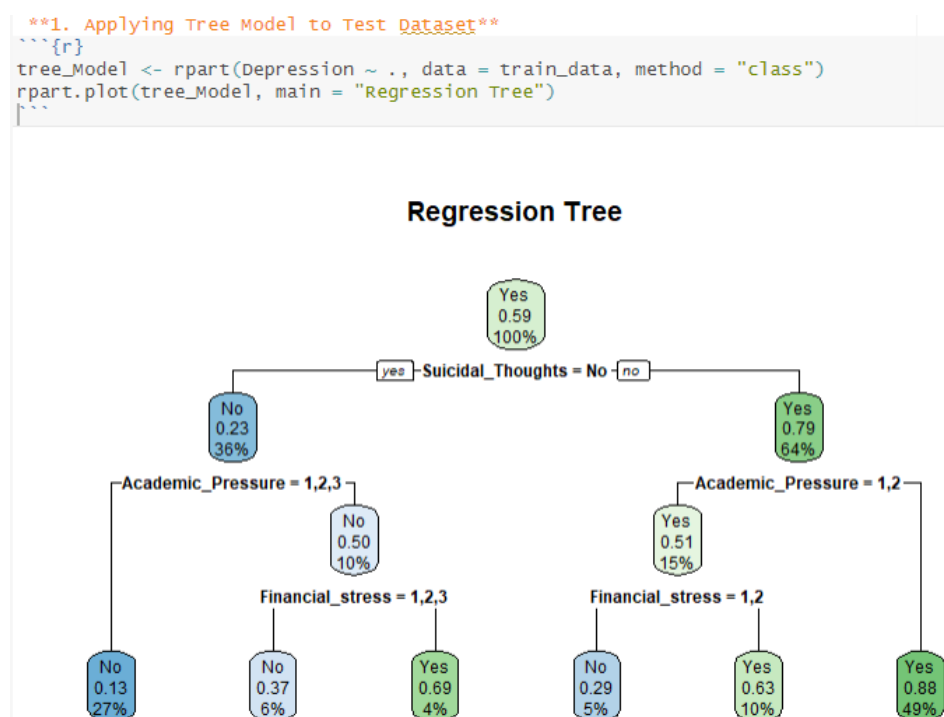 **1. Applying Tree Model to Test Dataset**
```{r}
tree_Model <- rpart(Depression ~ ., data = train_data, method = "class")
rpart.plot(tree_Model, main = "Regression Tree")
```
Regression Tree
Yes
0.59
100%
yes Suicidal_Thoughts = No no
No
0.23
36%
Yes
0.79
64%
Academic_Pressure = 1,2,3
Academic_Pressure = 1,2
No
0.50
10%
Yes
0.51
15%
Financial_stress = 1,2,3
Financial_stress = 1,2
No
0.13
27%
No
0.37
6%
Yes
0.69
4%
No
0.29
5%
Yes
0.63
10%
Yes
0.88
49%